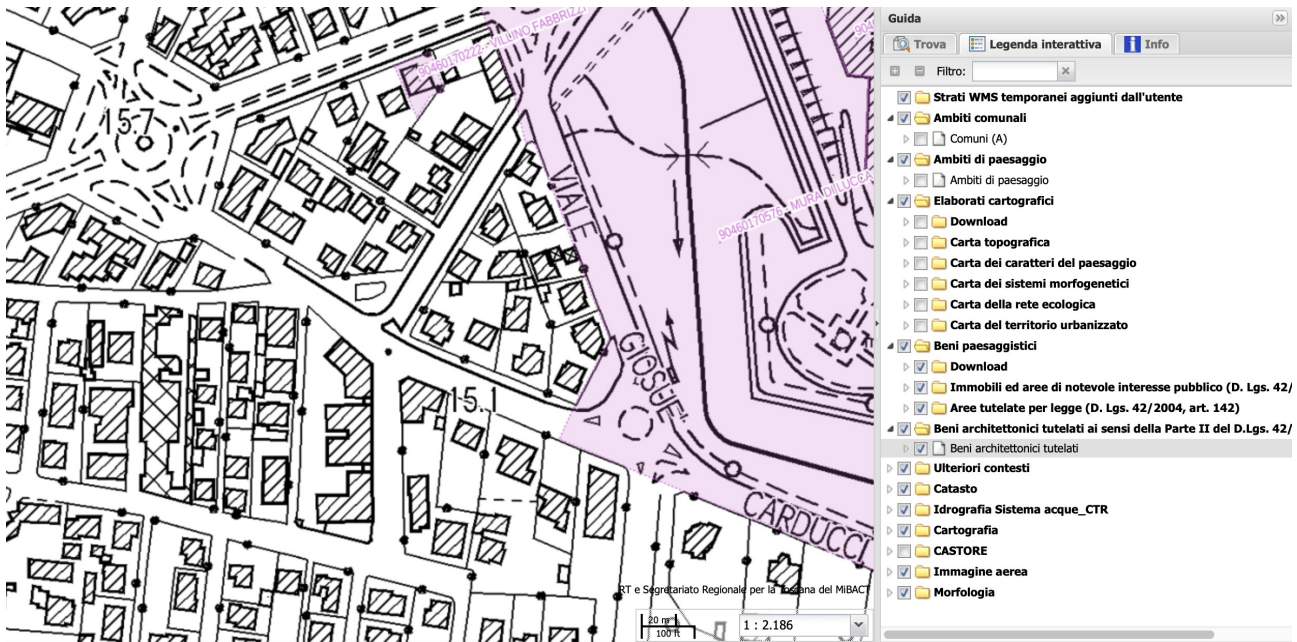 90460170222 - VILLINO FABBRIZZI
9046
15.7
VIALE
90460170576 - MURA DI LUCCA
GIOSUE'
15.1
CARDUCCI
RT e Segretariato Regionale per la Toscana del MiBACT
20 m
100 ft
1 : 2.186
Guida
Trova
Legenda interattiva
Info
Filtro:
Strati WMS temporanei aggiunti dall'utente
Ambiti comunali
Comuni (A)
Ambiti di paesaggio
Ambiti di paesaggio
Elaborati cartografici
Download
Carta topografica
Carta dei caratteri del paesaggio
Carta dei sistemi morfogenetici
Carta della rete ecologica
Carta del territorio urbanizzato
Beni paesaggistici
Download
Immobili ed aree di notevole interesse pubblico (D. Lgs. 42/
Aree tutelate per legge (D. Lgs. 42/2004, art. 142)
Beni architettonici tutelati ai sensi della Parte II del D.Lgs. 42/
Beni architettonici tutelati
Ulteriori contesti
Catasto
Idrografia Sistema acque_CTR
Cartografia
CASTORE
Immagine aerea
Morfologia